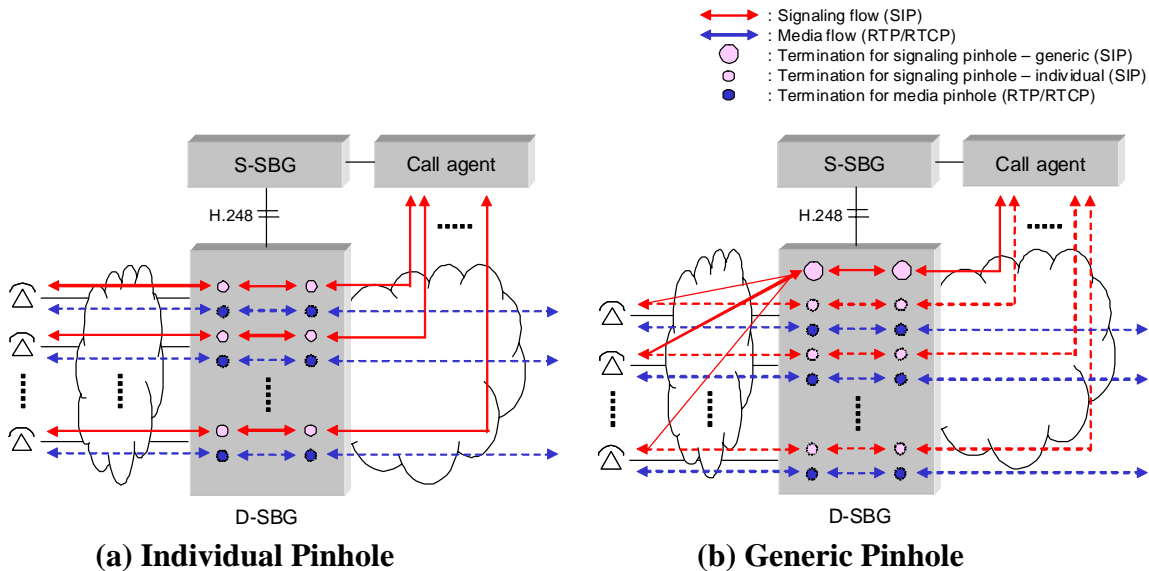 : Signaling flow (SIP)
: Media flow (RTP/RTCP)
: Termination for signaling pinhole – generic (SIP)
: Termination for signaling pinhole – individual (SIP)
: Termination for media pinhole (RTP/RTCP)
S-SBG
Call agent
H.248
D-SBG
(a) Individual Pinhole
S-SBG
Call agent
H.248
D-SBG
(b) Generic Pinhole